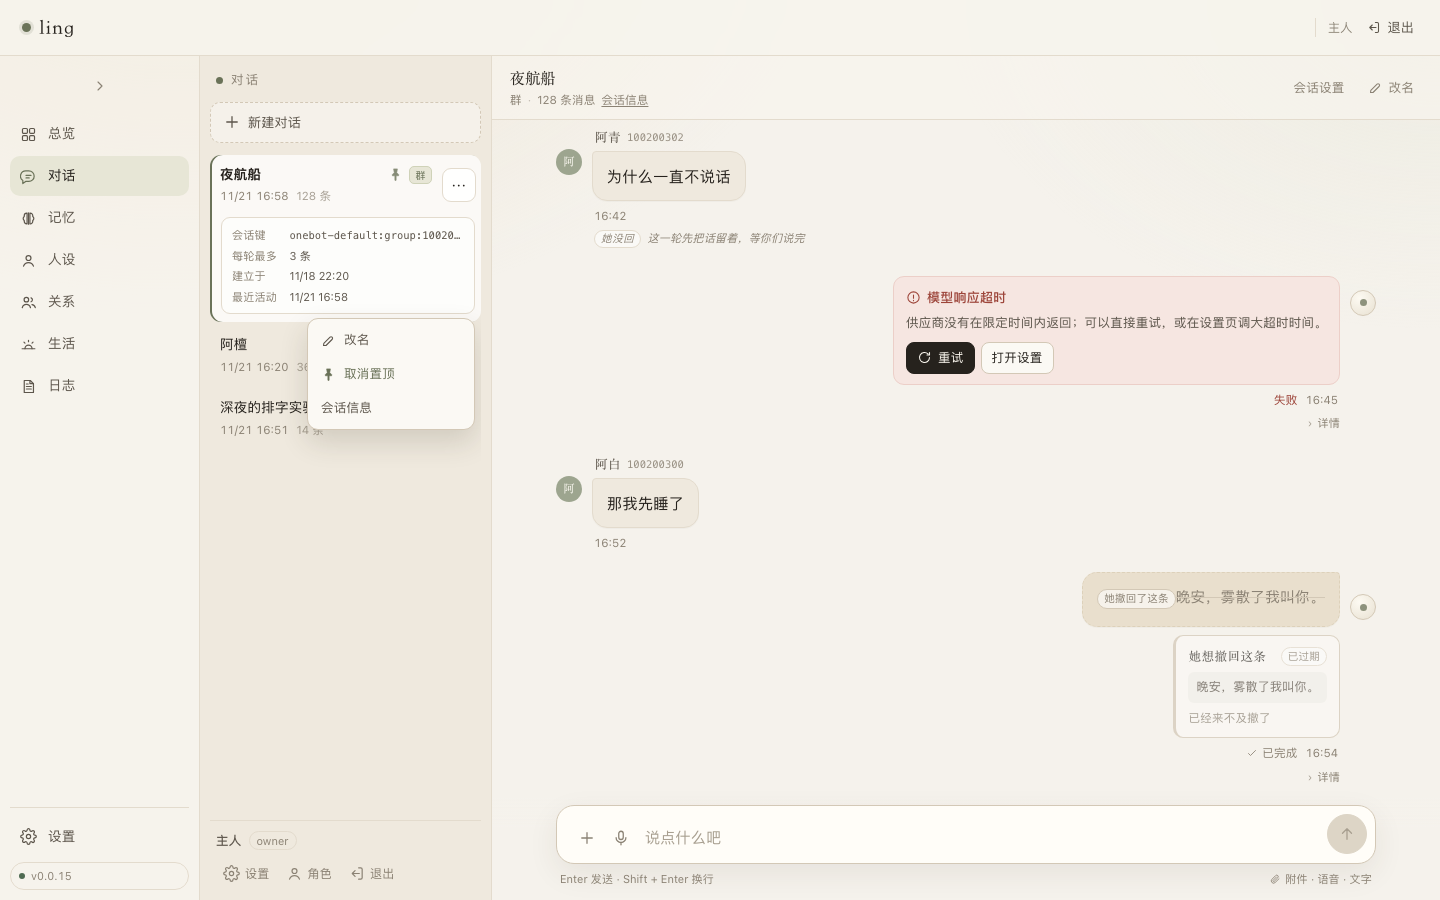 ling
主人 退出
总览
对话
记忆
人设
关系
生活
日志
设置
v0.0.15
对话
新建对话
夜航船 群 ...
11/21 16:58 128 条
会话键 onebot-default:group:10020…
每轮最多 3 条
建立于 11/18 22:20
最近活动 11/21 16:58
阿檀
11/21 16:20
深夜的排字实
11/21 16:51 14 条
改名
取消置顶
会话信息
主人 owner
设置 角色 退出
夜航船
群 · 128 条消息 会话信息
会话设置 改名
阿青 100200302
阿
为什么一直不说话
16:42
她没回 这一轮先把话留着，等你们说完
模型响应超时
供应商没有在限定时间内返回；可以直接重试，或在设置页调大超时时间。
重试 打开设置
失败 16:45
› 详情
阿白 100200300
阿
那我先睡了
16:52
她撤回了这条 晚安，雾散了我叫你。
她想撤回这条 已过期
晚安，雾散了我叫你。
已经来不及撤了
已完成 16:54
› 详情
说点什么吧
Enter 发送 · Shift + Enter 换行
附件 · 语音 · 文字